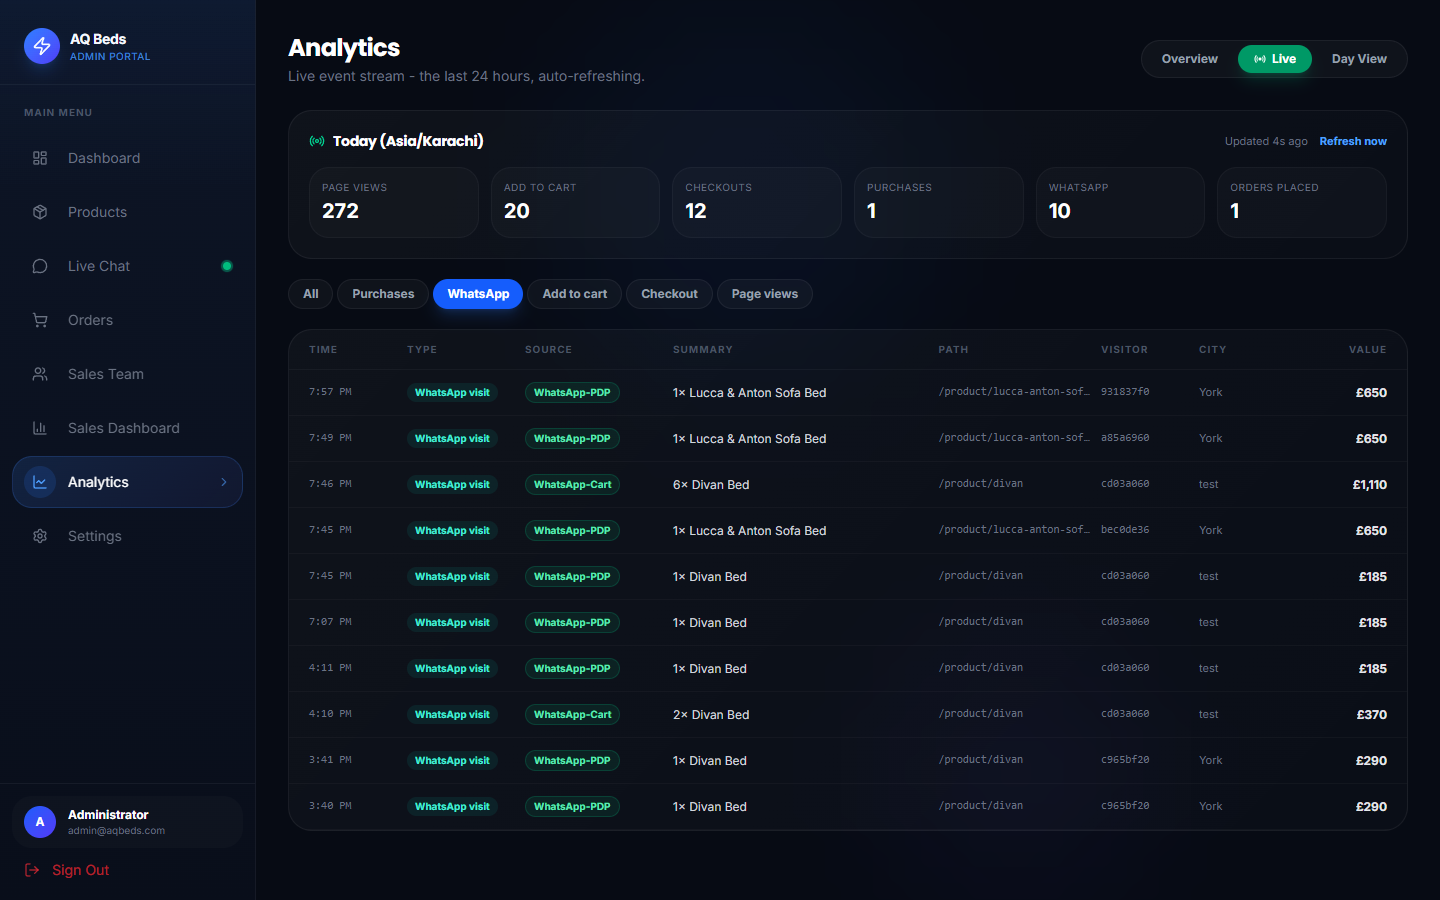 AQ Beds
ADMIN PORTAL
MAIN MENU
Dashboard
Products
Live Chat
Orders
Sales Team
Sales Dashboard
Analytics
Settings
A
Administrator
admin@aqbeds.com
Sign Out
Analytics
Live event stream - the last 24 hours, auto-refreshing.
Overview Live Day View
Today (Asia/Karachi)
Updated 4s ago Refresh now
PAGE VIEWS ADD TO CART CHECKOUTS PURCHASES WHATSAPP ORDERS PLACED
272 20 12 1 10 1
All Purchases WhatsApp Add to cart Checkout Page views
TIME TYPE SOURCE SUMMARY PATH VISITOR CITY VALUE
7:57 PM WhatsApp visit WhatsApp-PDP 1× Lucca & Anton Sofa Bed /product/lucca-anton-sof… 931837f0 York £650
7:49 PM WhatsApp visit WhatsApp-PDP 1× Lucca & Anton Sofa Bed /product/lucca-anton-sof… a85a6960 York £650
7:46 PM WhatsApp visit WhatsApp-Cart 6× Divan Bed /product/divan cd03a060 test £1,110
7:45 PM WhatsApp visit WhatsApp-PDP 1× Lucca & Anton Sofa Bed /product/lucca-anton-sof… bec0de36 York £650
7:45 PM WhatsApp visit WhatsApp-PDP 1× Divan Bed /product/divan cd03a060 test £185
7:07 PM WhatsApp visit WhatsApp-PDP 1× Divan Bed /product/divan cd03a060 test £185
4:11 PM WhatsApp visit WhatsApp-PDP 1× Divan Bed /product/divan cd03a060 test £185
4:10 PM WhatsApp visit WhatsApp-Cart 2× Divan Bed /product/divan cd03a060 test £370
3:41 PM WhatsApp visit WhatsApp-PDP 1× Divan Bed /product/divan c965bf20 York £290
3:40 PM WhatsApp visit WhatsApp-PDP 1× Divan Bed /product/divan c965bf20 York £290